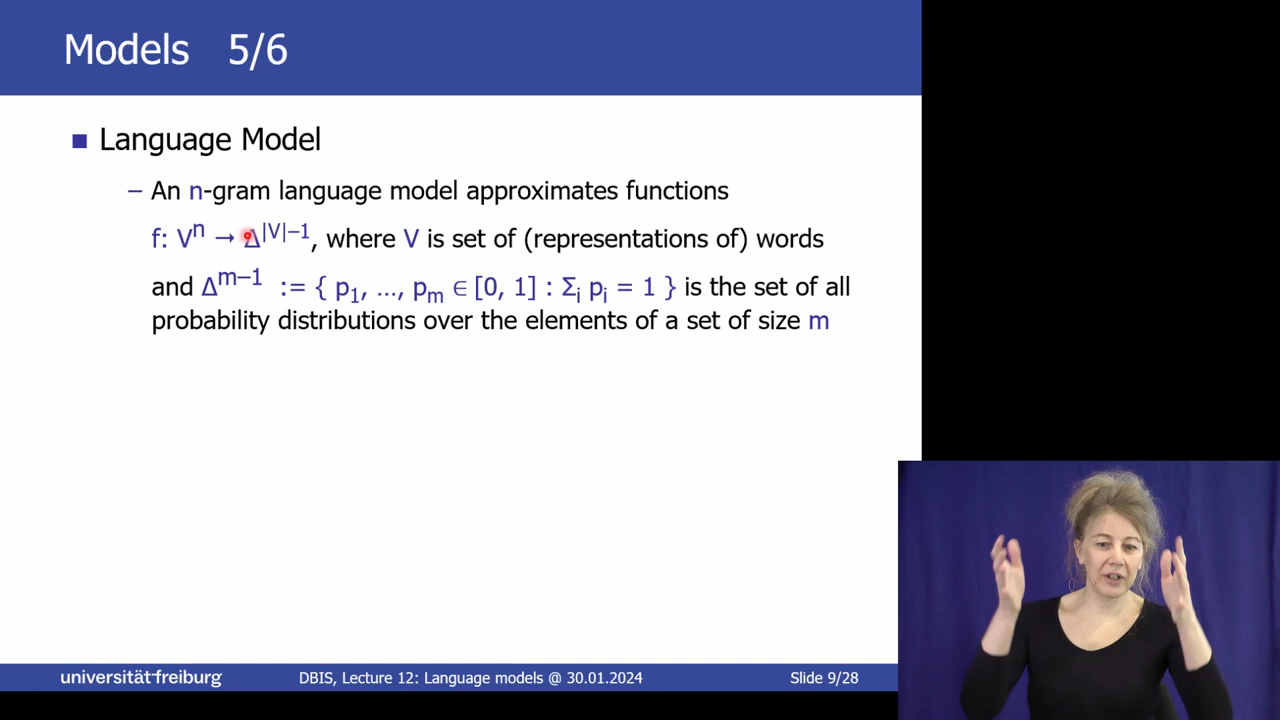 Models 5/6
Language Model
– An n-gram language model approximates functions
f: Vⁿ → Δ^|V|–1, where V is set of (representations of) words
and Δ^m–1 := { p₁, ..., pₘ ∈ [0, 1] : Σᵢ pᵢ = 1 } is the set of all
probability distributions over the elements of a set of size m
universität freiburg
DBIS, Lecture 12: Language models @ 30.01.2024
Slide 9/28